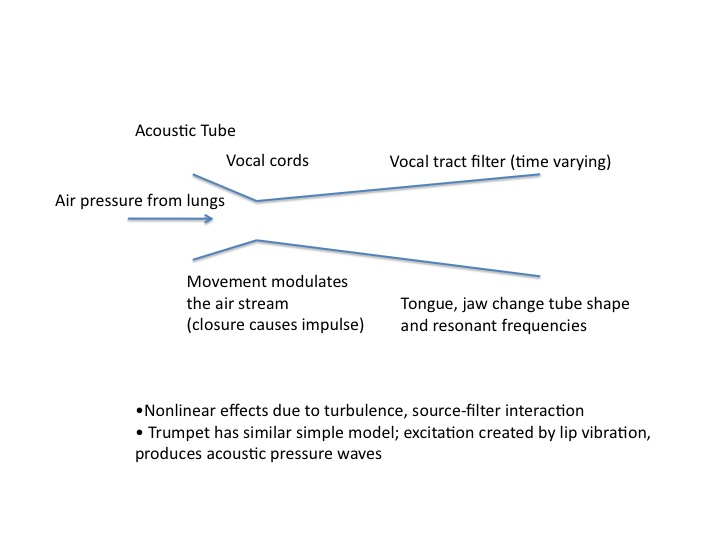 Acoustic Tube
Vocal cords
Vocal tract filter (time varying)
Air pressure from lungs
Movement modulates
the air stream
(closure causes impulse)
Tongue, jaw change tube shape
and resonant frequencies
•Nonlinear effects due to turbulence, source-filter interaction
• Trumpet has similar simple model; excitation created by lip vibration,
produces acoustic pressure waves